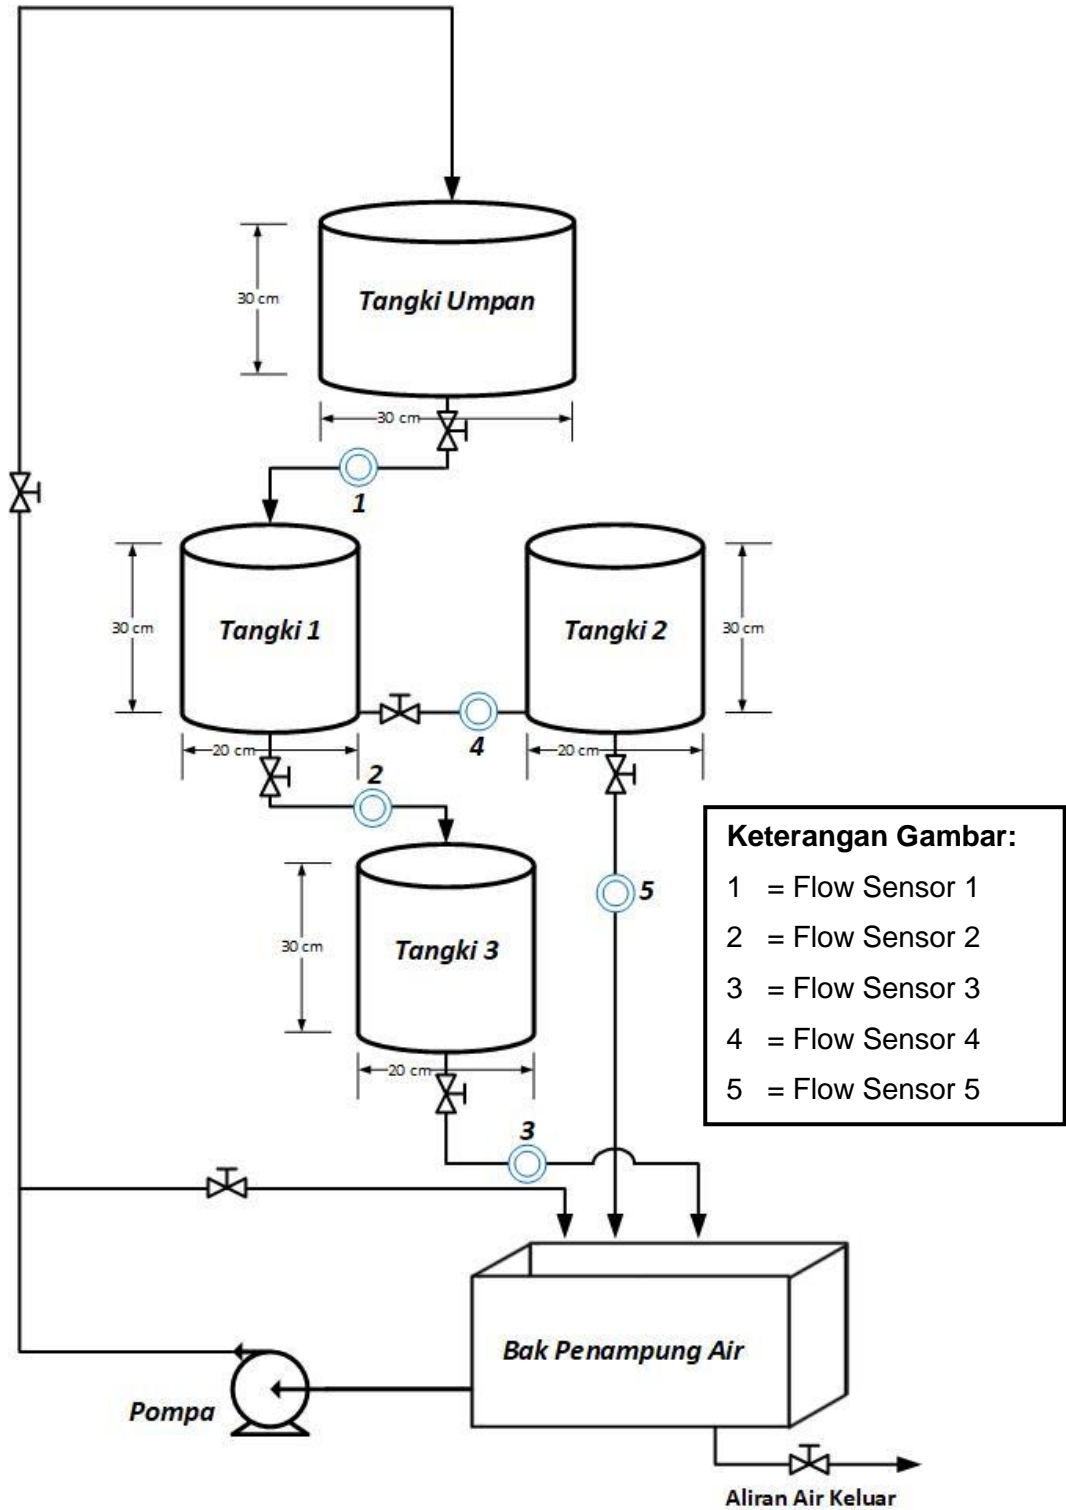 Tangki Umpan
30 cm
30 cm
1
Tangki 1
Tangki 2
30 cm
30 cm
4
20 cm
20 cm
2
Keterangan Gambar:
1 = Flow Sensor 1
2 = Flow Sensor 2
3 = Flow Sensor 3
4 = Flow Sensor 4
5 = Flow Sensor 5
5
Tangki 3
30 cm
20 cm
3
Bak Penampung Air
Pompa
Aliran Air Keluar